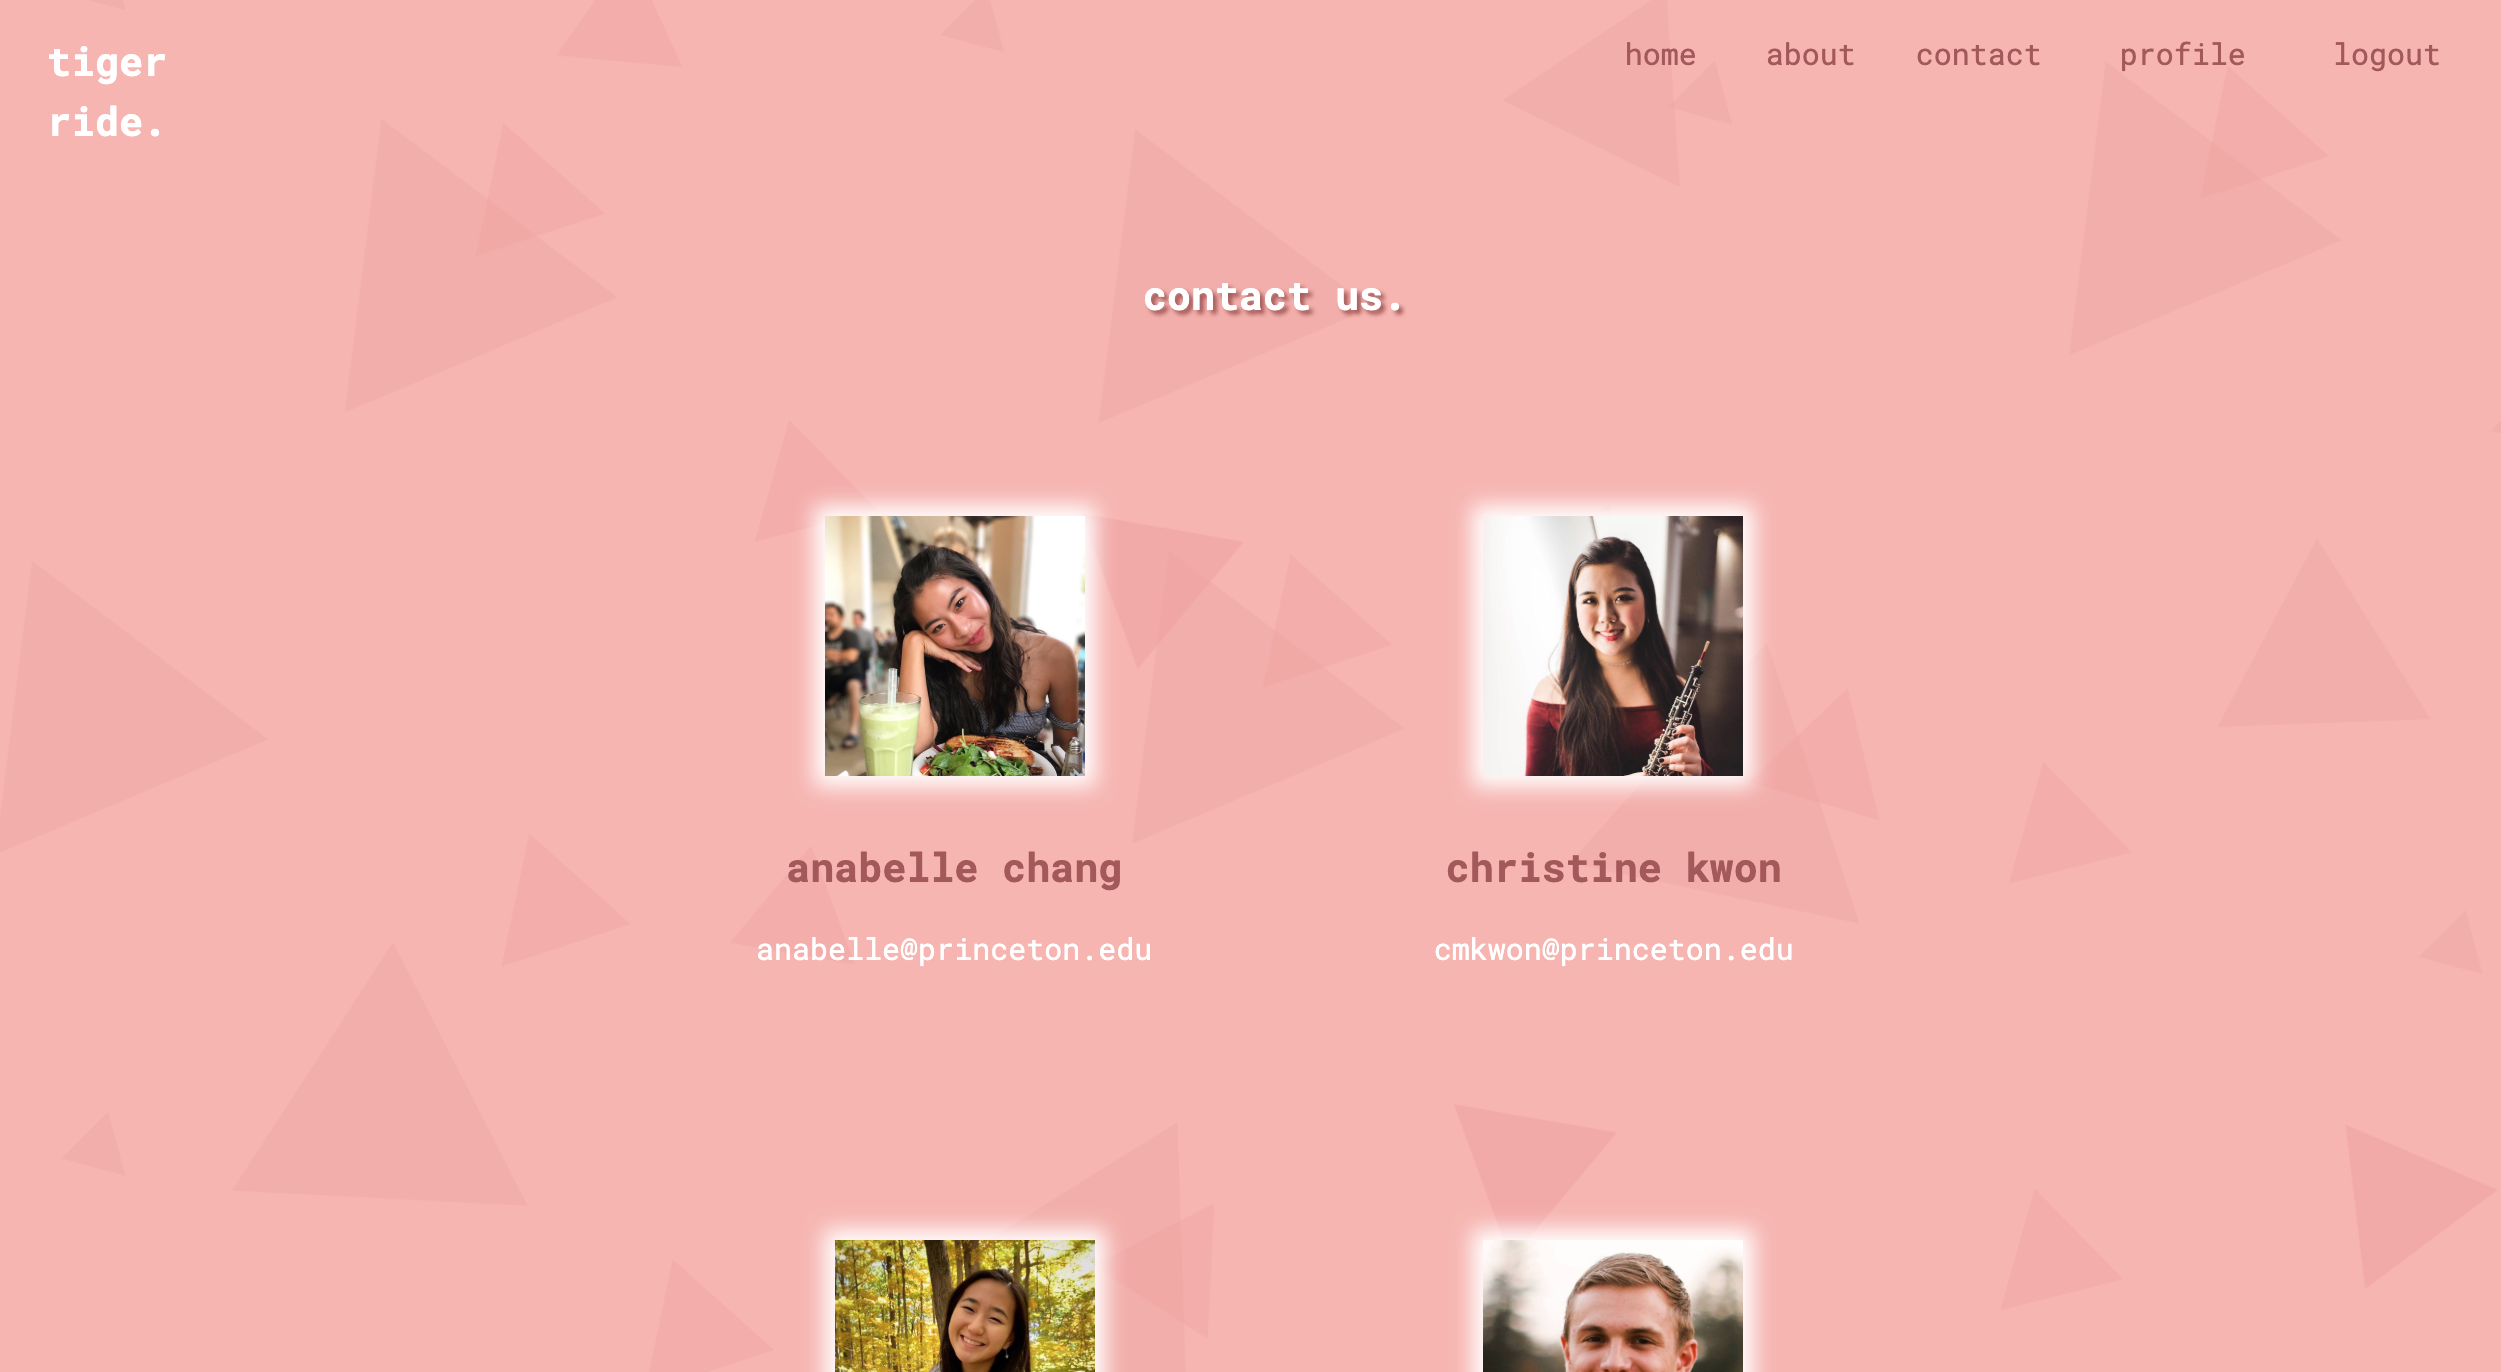 tiger
ride.
home about contact profile logout
contact us.
anabelle chang
christine kwon
anabelle@princeton.edu
cmkwon@princeton.edu